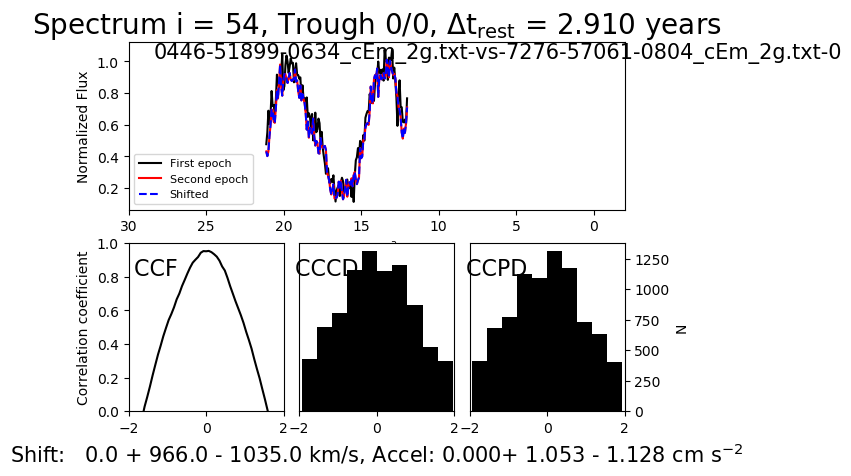 Spectrum i = 54, Trough 0/0, Δt_rest = 2.910 years
0446-51899-0634_cEm_2g.txt-vs-7276-57061-0804_cEm_2g.txt-0
Normalized Flux
1.0
0.8
0.6
0.4
0.2
First epoch
Second epoch
Shifted
30 25 20 15 10 5 0
Correlation coefficient
1.0
0.8
0.6
0.4
0.2
0.0
CCF
CCCD
CCPD
1250
1000
750
500
250
0
N
−2 0 2
−2 0 2
−2 0 2
Shift: 0.0 + 966.0 - 1035.0 km/s, Accel: 0.000+ 1.053 - 1.128 cm s⁻²